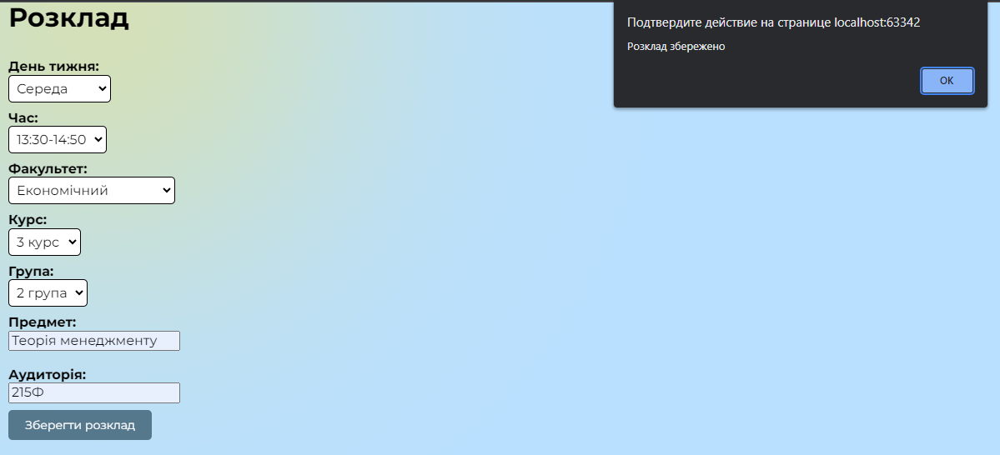 Розклад
Подтвердите действие на странице localhost:63342
Розклад збережено
OK
День тижня:
Середа
Час:
13:30-14:50
Факультет:
Економічний
Курс:
3 курс
Група:
2 група
Предмет:
Теорія менеджменту
Аудиторія:
215Ф
Зберегти розклад